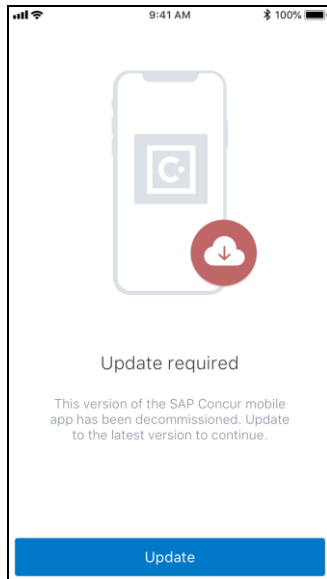 9:41 AM
100%
C
Update required
This version of the SAP Concur mobile
app has been decommissioned. Update
to the latest version to continue.
Update